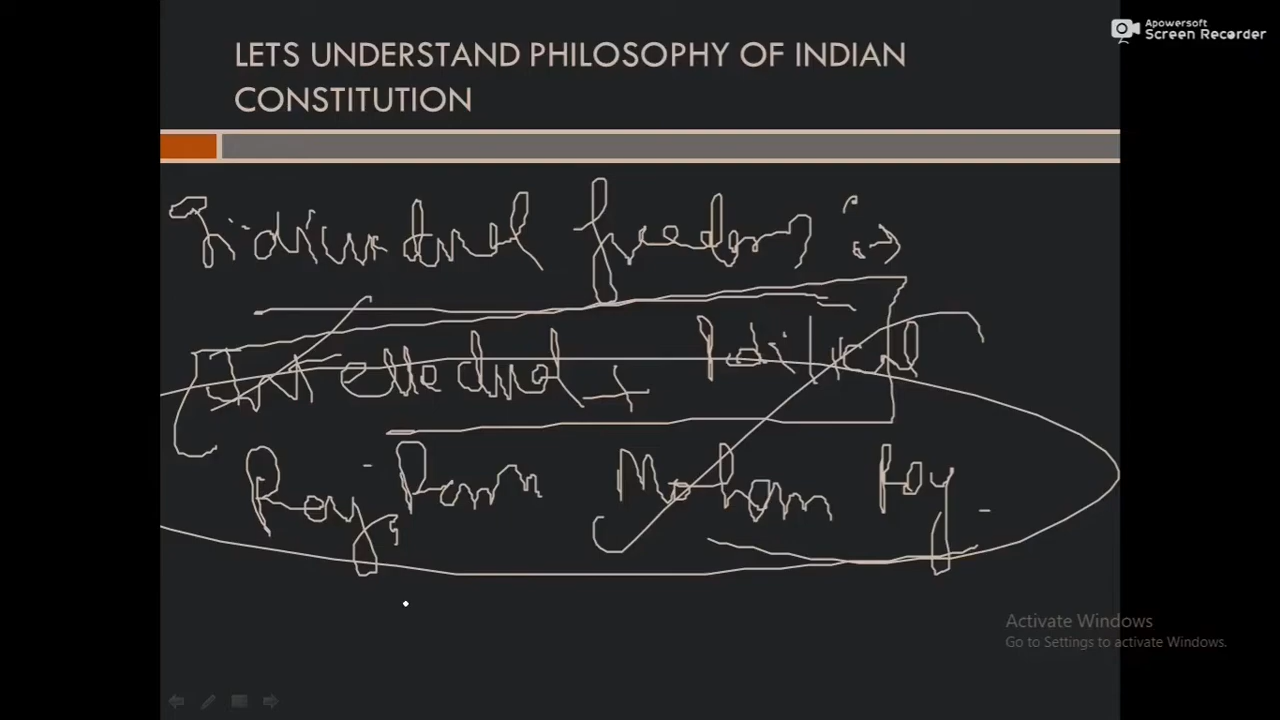 Apowersoft
Screen Recorder
LETS UNDERSTAND PHILOSOPHY OF INDIAN
CONSTITUTION
Individual freedom :→
Intellectual + Political
Raj Ram Mohan Roy -
Activate Windows
Go to Settings to activate Windows.